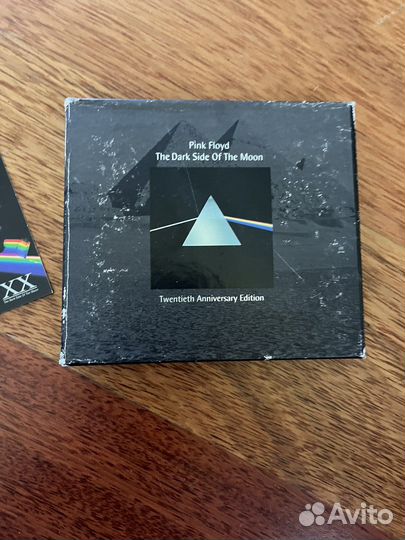 Pink Floyd
The Dark Side Of The Moon
Twentieth Anniversary Edition
XX
Avito